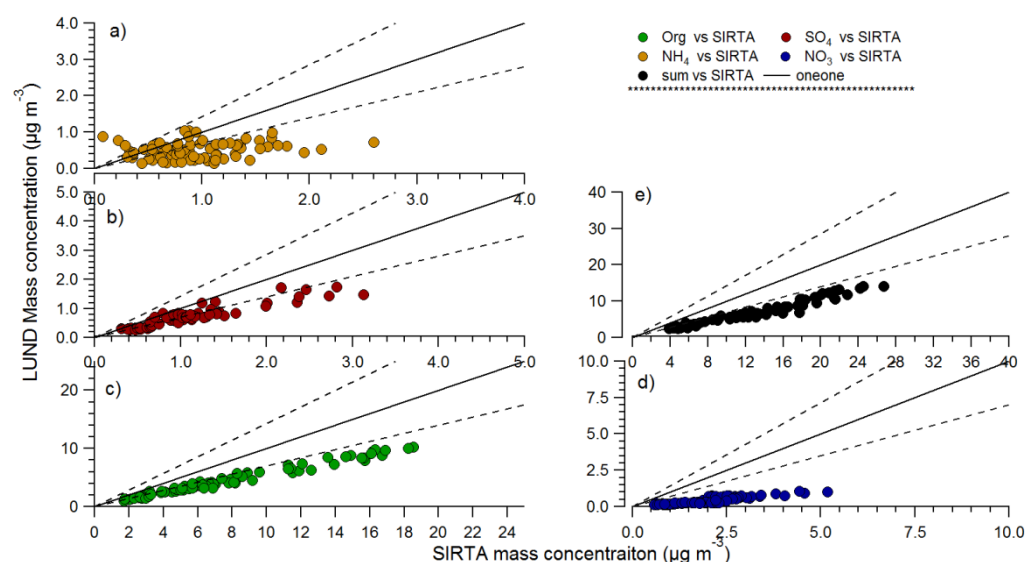 a)
4.0
3.0
2.0
1.0
0.0
0.0 1.0 2.0 3.0 4.0
Org vs SIRTA
SO4 vs SIRTA
NH4 vs SIRTA
NO3 vs SIRTA
sum vs SIRTA
oneone
*************************************************
b)
5.0
4.0
3.0
2.0
1.0
0.0
0.0 1.0 2.0 3.0 4.0 5.0
e)
40
30
20
10
0
0 4 8 12 16 20 24 28 32 36 40
c)
20
10
0
0 2 4 6 8 10 12 14 16 18 20 22 24
d)
10.0
7.5
5.0
2.5
0.0
0.0 2.5 5.0 7.5 10.0
LUND Mass concentration (µg m-3)
SIRTA mass concentraiton (µg m-3)